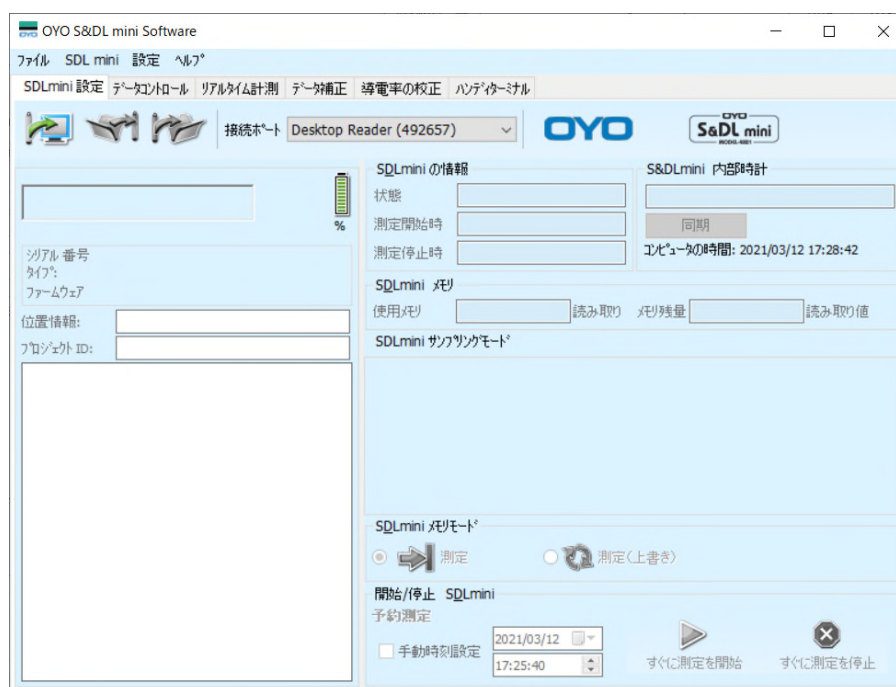 OYO S&DL mini Software
ﾌｧｲﾙ SDL mini 設定 ﾍﾙﾌﾟ
SDLmini 設定 ﾃﾞｰﾀｺﾝﾄﾛｰﾙ ﾘｱﾙﾀｲﾑ計測 ﾃﾞｰﾀ補正 導電率の校正 ﾊﾝﾃﾞｨﾀｰﾐﾅﾙ
接続ﾎﾟｰﾄ Desktop Reader (492657) OYO OYO S&DL mini MODEL-4800
%
シリアル 番号
ﾀｲﾌﾟ:
ﾌｧｰﾑｳｪｱ
位置情報:
ﾌﾟﾛｼﾞｪｸﾄ ID:
SDLmini の情報
状態
測定開始時
測定停止時
S&DLmini 内部時計
同期
ｺﾝﾋﾟｭｰﾀの時間: 2021/03/12 17:28:42
SDLmini ﾒﾓﾘ
使用ﾒﾓﾘ 読み取り ﾒﾓﾘ残量 読み取り値
SDLmini ｻﾝﾌﾟﾘﾝｸﾞﾓｰﾄﾞ
SDLmini ﾒﾓﾘﾓｰﾄﾞ
測定 測定(上書き)
開始/停止 SDLmini
予約測定
手動時刻設定
2021/03/12
17:25:40
すぐに測定を開始 すぐに測定を停止